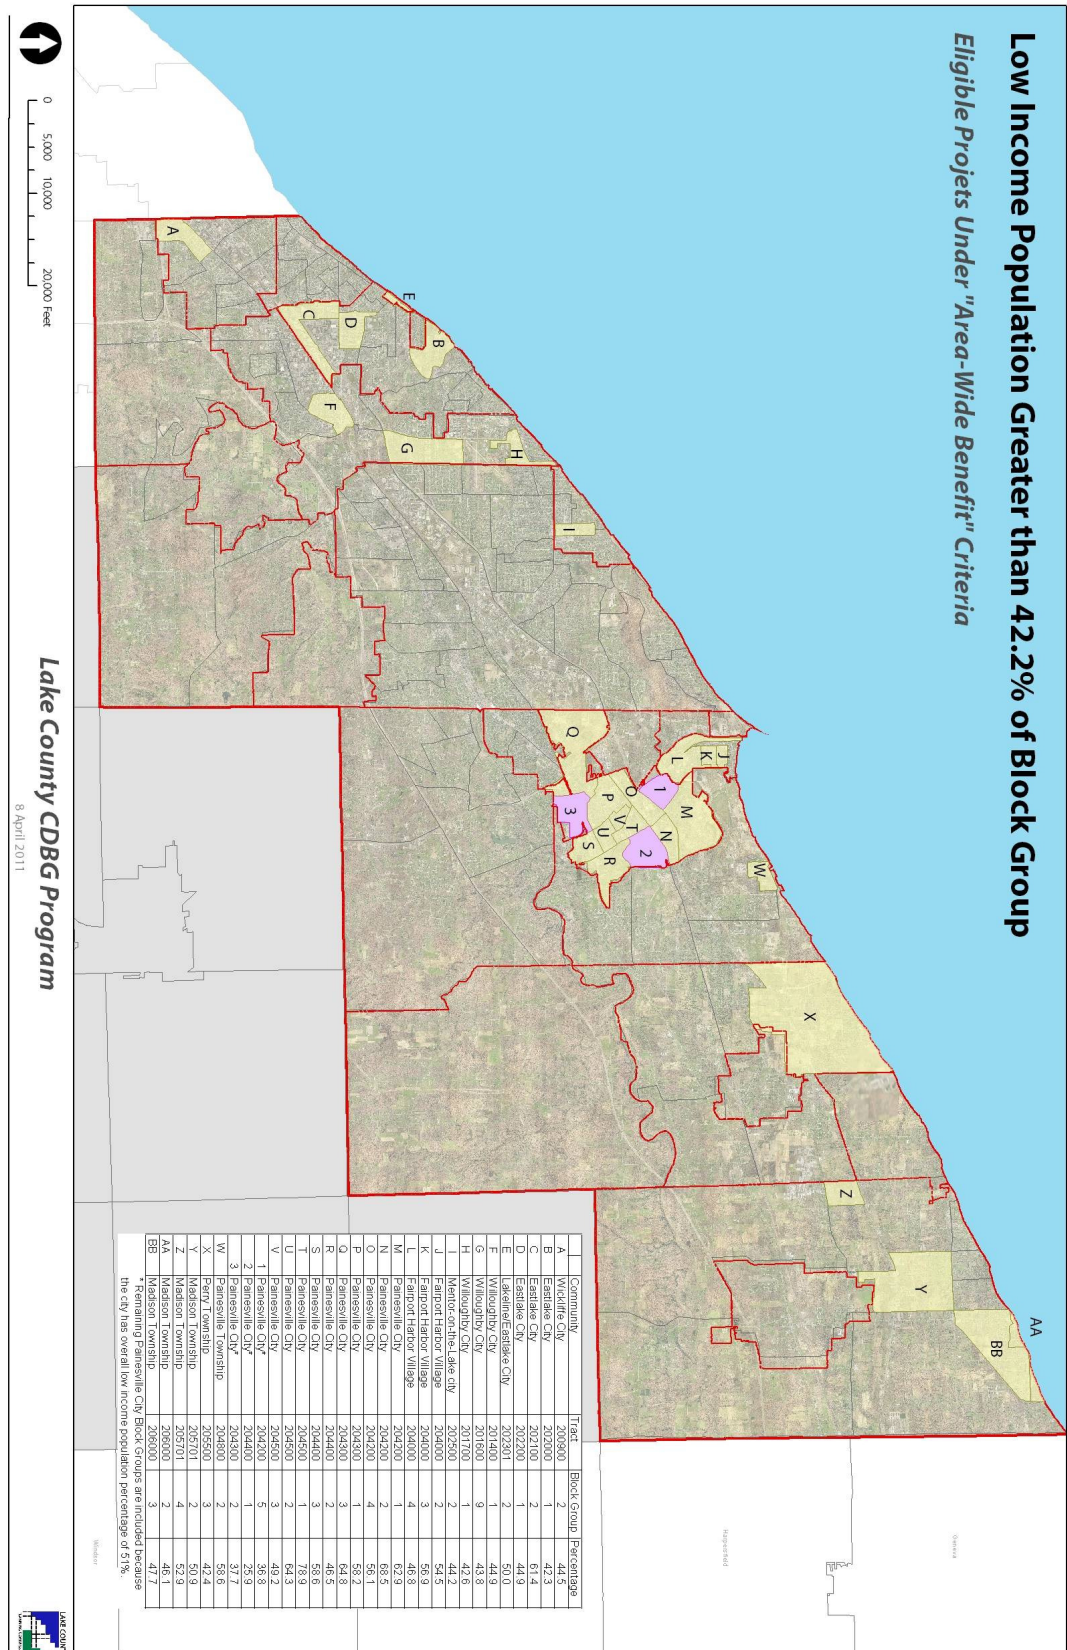 Low Income Population Greater than 42.2% of Block Group
Eligible Projets Under "Area-Wide Benefit" Criteria
A
B
C
D
E
F
G
H
I
J
K
L
M
N
O
P
Q
R
S
T
U
V
W
X
Y
Z
AA
BB
1
2
3
Geneva
Harpersfield
Windsor
Community Tract Block Group Percentage
A Wickliffe City 200900 2 44.5
B Eastlake City 202000 1 42.3
C Eastlake City 202100 2 61.4
D Eastlake City 202200 1 44.9
E Lakeline/Eastlake City 202301 2 50.0
F Willoughby City 201400 1 44.9
G Willoughby City 201600 9 43.8
H Willoughby City 201700 1 42.6
I Mentor-on-the-Lake city 202500 2 44.2
J Fairport Harbor Village 204000 2 54.5
K Fairport Harbor Village 204000 3 56.9
L Fairport Harbor Village 204000 4 46.8
M Painesville City 204200 1 62.9
N Painesville City 204200 2 68.5
O Painesville City 204200 4 56.1
P Painesville City 204300 1 58.2
Q Painesville City 204300 3 64.8
R Painesville City 204400 2 46.5
S Painesville City 204400 3 58.6
T Painesville City 204500 1 78.9
U Painesville City 204500 2 64.3
V Painesville City 204500 3 49.2
1 Painesville City* 204200 5 36.8
2 Painesville City* 204400 1 25.9
3 Painesville City* 204300 2 37.7
W Painesville Township 204800 2 58.6
X Perry Township 205500 3 42.4
Y Madison Township 205701 2 50.9
Z Madison Township 205701 4 52.9
AA Madison Township 206000 2 46.1
BB Madison Township 206000 3 47.7
* Remaining Painesville City Block Groups are included because
the city has overall low income population percentage of 51%.
0 5,000 10,000 20,000 Feet
Lake County CDBG Program
8 April 2011
LAKE COUN